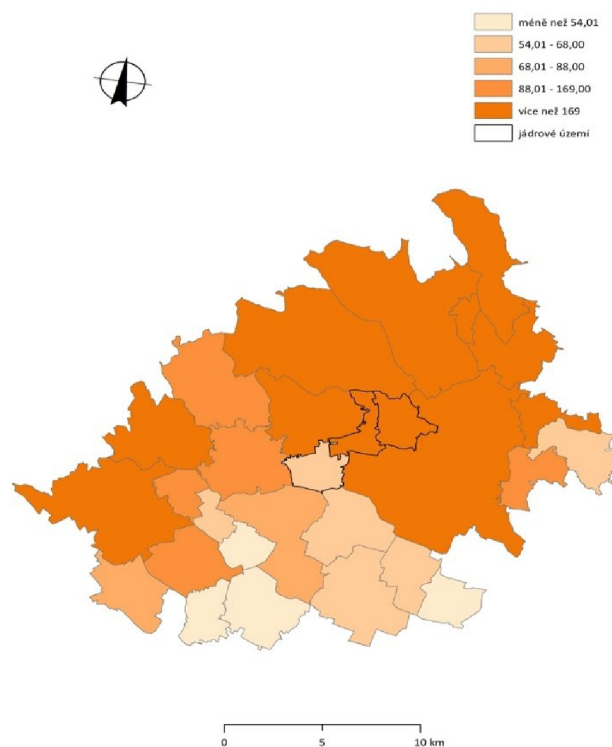 méně než 54,01
54,01 - 68,00
68,01 - 88,00
88,01 - 169,00
více než 169
jádrové území
0 5 10 km